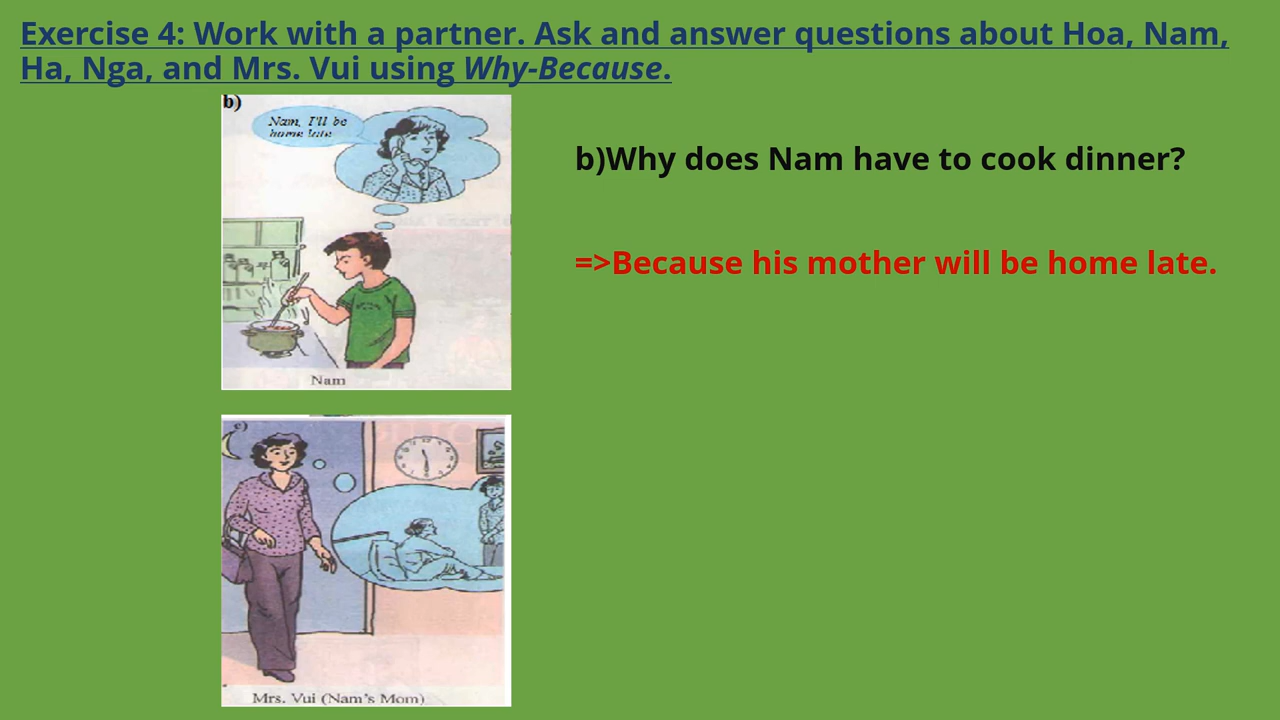 Exercise 4: Work with a partner. Ask and answer questions about Hoa, Nam,
Ha, Nga, and Mrs. Vui using Why-Because.
b)
Nam, I'll be
home late
Nam
b)Why does Nam have to cook dinner?
=>Because his mother will be home late.
c)
Mrs. Vui (Nam's Mom)